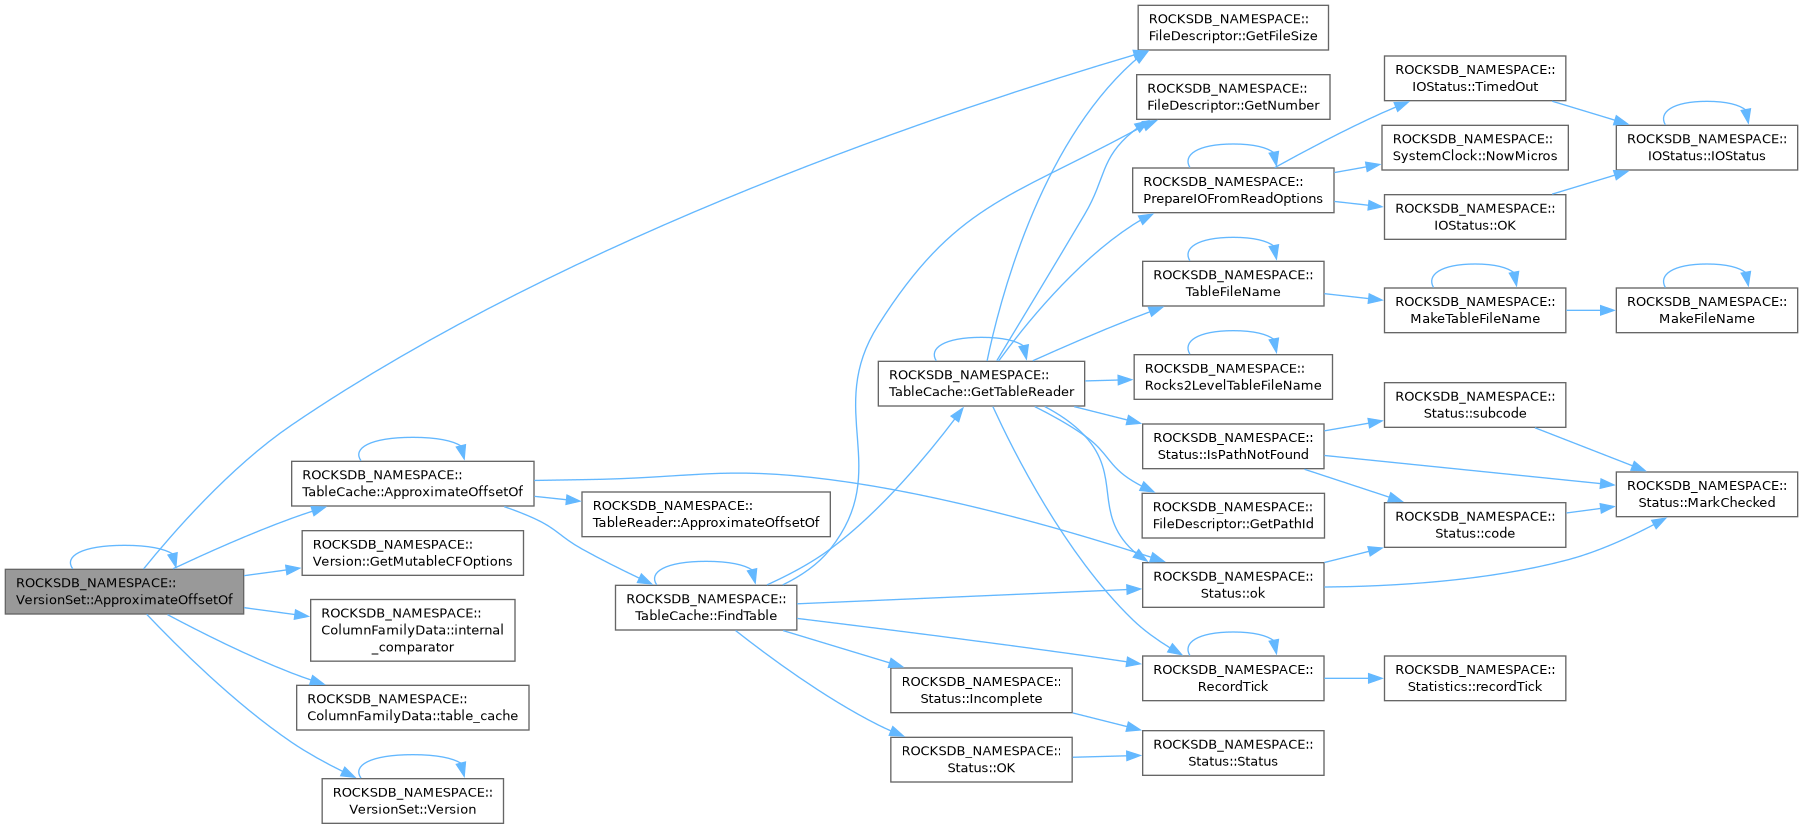 ROCKSDB_NAMESPACE::
VersionSet::ApproximateOffsetOf
ROCKSDB_NAMESPACE::
TableCache::ApproximateOffsetOf
ROCKSDB_NAMESPACE::
Version::GetMutableCFOptions
ROCKSDB_NAMESPACE::
ColumnFamilyData::internal
_comparator
ROCKSDB_NAMESPACE::
ColumnFamilyData::table_cache
ROCKSDB_NAMESPACE::
VersionSet::Version
ROCKSDB_NAMESPACE::
TableReader::ApproximateOffsetOf
ROCKSDB_NAMESPACE::
TableCache::FindTable
ROCKSDB_NAMESPACE::
TableCache::GetTableReader
ROCKSDB_NAMESPACE::
Status::Incomplete
ROCKSDB_NAMESPACE::
Status::OK
ROCKSDB_NAMESPACE::
FileDescriptor::GetFileSize
ROCKSDB_NAMESPACE::
FileDescriptor::GetNumber
ROCKSDB_NAMESPACE::
PrepareIOFromReadOptions
ROCKSDB_NAMESPACE::
TableFileName
ROCKSDB_NAMESPACE::
Rocks2LevelTableFileName
ROCKSDB_NAMESPACE::
Status::IsPathNotFound
ROCKSDB_NAMESPACE::
FileDescriptor::GetPathId
ROCKSDB_NAMESPACE::
Status::ok
ROCKSDB_NAMESPACE::
RecordTick
ROCKSDB_NAMESPACE::
Status::Status
ROCKSDB_NAMESPACE::
IOStatus::TimedOut
ROCKSDB_NAMESPACE::
SystemClock::NowMicros
ROCKSDB_NAMESPACE::
IOStatus::OK
ROCKSDB_NAMESPACE::
MakeTableFileName
ROCKSDB_NAMESPACE::
Status::subcode
ROCKSDB_NAMESPACE::
Status::code
ROCKSDB_NAMESPACE::
Statistics::recordTick
ROCKSDB_NAMESPACE::
IOStatus::IOStatus
ROCKSDB_NAMESPACE::
MakeFileName
ROCKSDB_NAMESPACE::
Status::MarkChecked